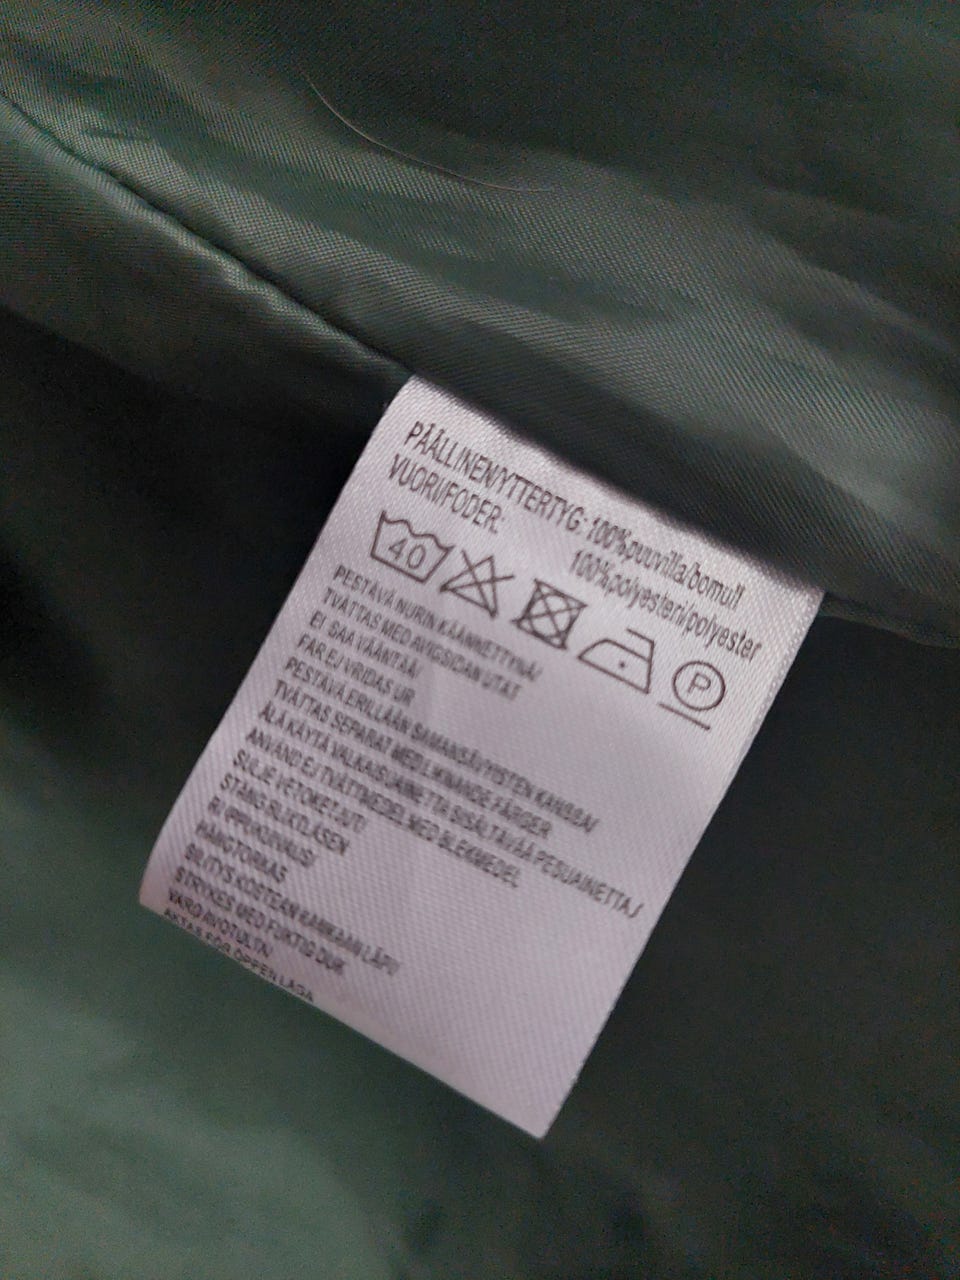 PÄÄLLINEN/YTTERTYG: 100%puuvilla/bomull
VUORI/FODER: 100%polyesteri/polyester
40 P
PESTÄVÄ NURIN KÄÄNNETTYNÄ/
TVÄTTAS MED AVIGSIDAN UTÅT
EI SAA VÄÄNTÄÄ/
FÅR EJ VRIDAS UR
PESTÄVÄ ERILLÄÄN SAMANSÄVYISTEN KANSSA/
TVÄTTAS SEPARAT MED LIKNANDE FÄRGER
ÄLÄ KÄYTÄ VALKAISUAINETTA SISÄLTÄVÄÄ PESUAINETTA/
ANVÄND EJ TVÄTTMEDEL MED BLEKMEDEL
SULJE VETOKETJUT/
STÄNG BLIXTLÅSEN
RIPPUKUIVAUS/
HÄNGTORKAS
SILITYS KOSTEAN KANKAAN LÄPI/
STRYKES MED FUKTIG DUK
VARO AVOTULTA/
AKTAS FÖR ÖPPEN LÅGA